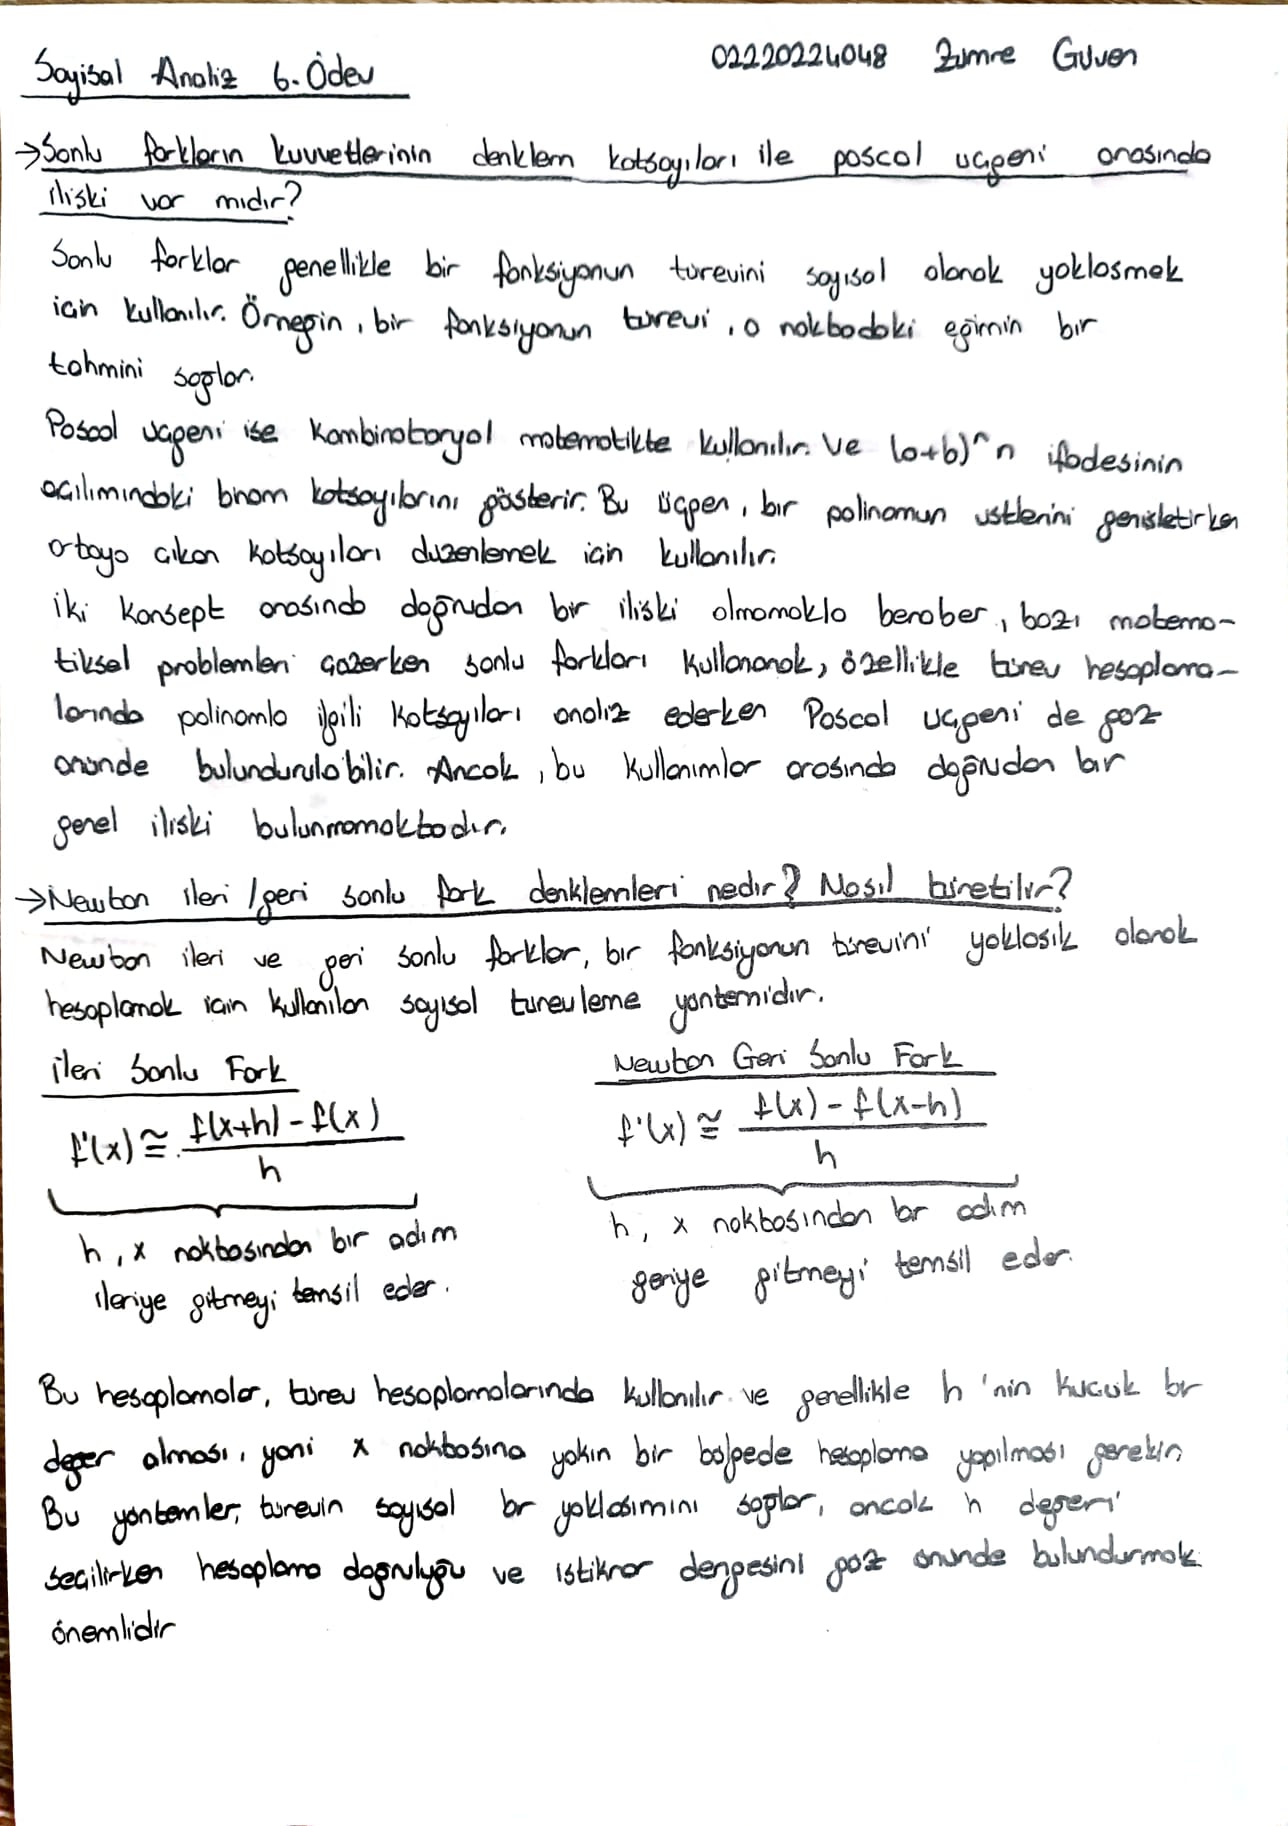 Sayısal Analiz 6. Ödev
02220224048 Zümre Güven
→Sonlu farkların kuvvetlerinin denklem katsayıları ile pascal üçgeni arasında
ilişki var mıdır?
Sonlu farklar genellikle bir fonksiyonun türevini sayısal olarak yaklaşmek
için kullanılır. Örneğin, bir fonksiyonun türevi, o noktadaki eğimin bir
tahmini sağlar.
Pascal üçgeni ise kombinatoryal matematikte kullanılır. Ve (a+b)^n ifadesinin
açılımındaki binom katsayılarını gösterir. Bu üçgen, bir polinomun üstlerini genişletirken
ortaya çıkan katsayıları düzenlemek için kullanılır.
İki konsept arasında doğrudan bir ilişki olmamakla beraber, bazı matema-
tiksel problemleri çözerken sonlu farkları kullanarak, özellikle türev hesaplama-
larında polinomla ilgili katsayıları analiz ederken Pascal üçgeni de göz
önünde bulundurulabilir. Ancak, bu kullanımlar arasında doğrudan bir
genel ilişki bulunmamaktadır.
→Newton ileri /geri sonlu fark denklemleri nedir? Nasıl türetilir?
Newton ileri ve geri sonlu farklar, bir fonksiyonun türevini yaklaşık olarak
hesaplamak için kullanılan sayısal türevleme yöntemidir.
İleri Sonlu Fark
f'(x) ≅ f(x+h) - f(x) / h
h, x noktasından bir adım
ileriye gitmeyi temsil eder.
Newton Geri Sonlu Fark
f'(x) ≅ f(x) - f(x-h) / h
h, x noktasından bir adım
geriye gitmeyi temsil eder.
Bu hesaplamalar, türev hesaplamalarında kullanılır ve genellikle h 'nin küçük bir
değer alması, yani x noktasına yakın bir bölgede hesaplama yapılması gerekir.
Bu yöntemler, türevin sayısal bir yaklaşımını sağlar, ancak h değeri
seçilirken hesaplama doğruluğu ve istikrar dengesini göz önünde bulundurmak
önemlidir